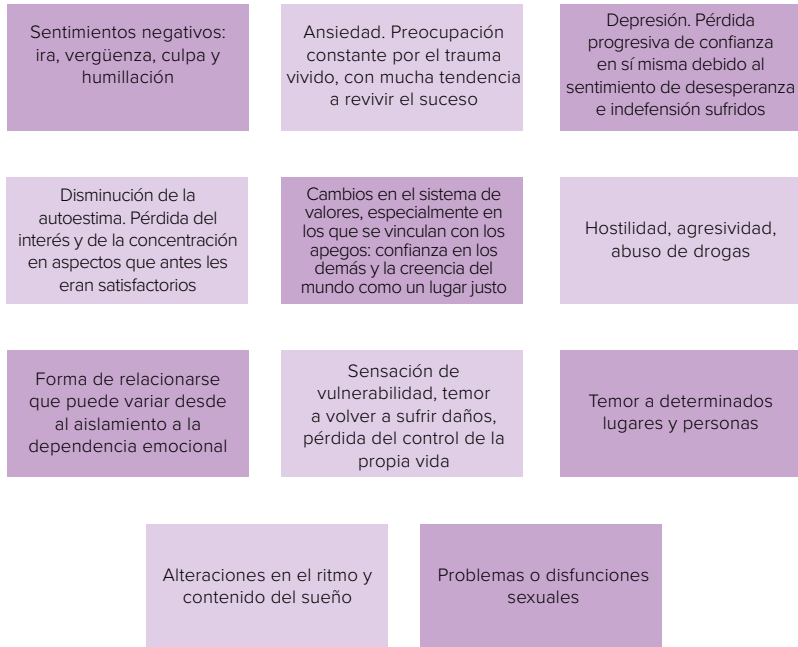 Sentimientos negativos:
ira, vergüenza, culpa y
humillación
Ansiedad. Preocupación
constante por el trauma
vivido, con mucha tendencia
a revivir el suceso
Depresión. Pérdida
progresiva de confianza
en sí misma debido al
sentimiento de desesperanza
e indefensión sufridos
Disminución de la
autoestima. Pérdida del
interés y de la concentración
en aspectos que antes les
eran satisfactorios
Cambios en el sistema de
valores, especialmente en
los que se vinculan con los
apegos: confianza en los
demás y la creencia del
mundo como un lugar justo
Hostilidad, agresividad,
abuso de drogas
Forma de relacionarse
que puede variar desde
al aislamiento a la
dependencia emocional
Sensación de
vulnerabilidad, temor
a volver a sufrir daños,
pérdida del control de la
propia vida
Temor a determinados
lugares y personas
Alteraciones en el ritmo y
contenido del sueño
Problemas o disfunciones
sexuales